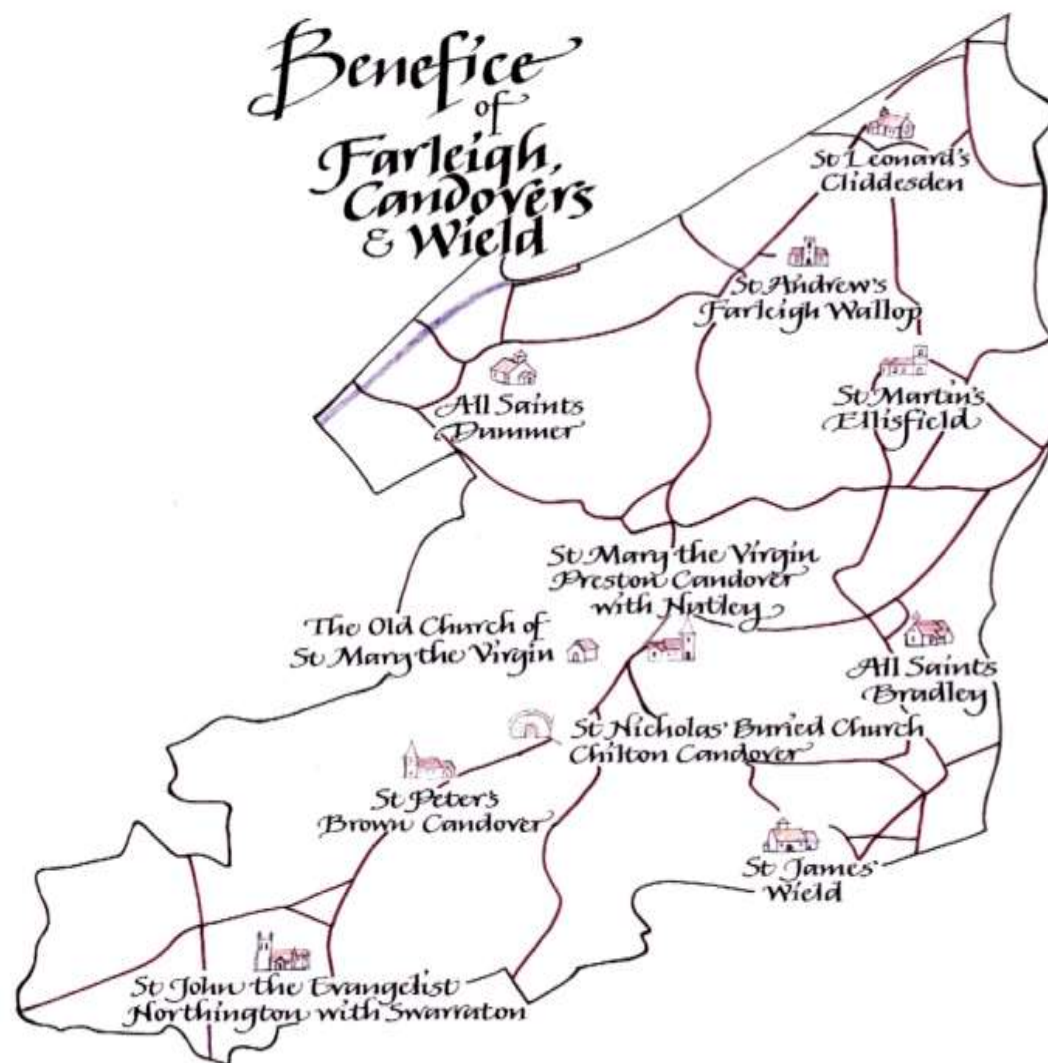 Benefice
of
Farleigh,
Candovers
& Wield
St Leonard's
Cliddesden
St Andrew's
Farleigh Wallop
All Saints
Dummer
St Martin's
Ellisfield
St Mary the Virgin
Preston Candover
with Nutley
The Old Church of
St Mary the Virgin
All Saints
Bradley
St Nicholas' Buried Church
Chilton Candover
St Peter's
Brown Candover
St James'
Wield
St John the Evangelist
Northington with Swarraton